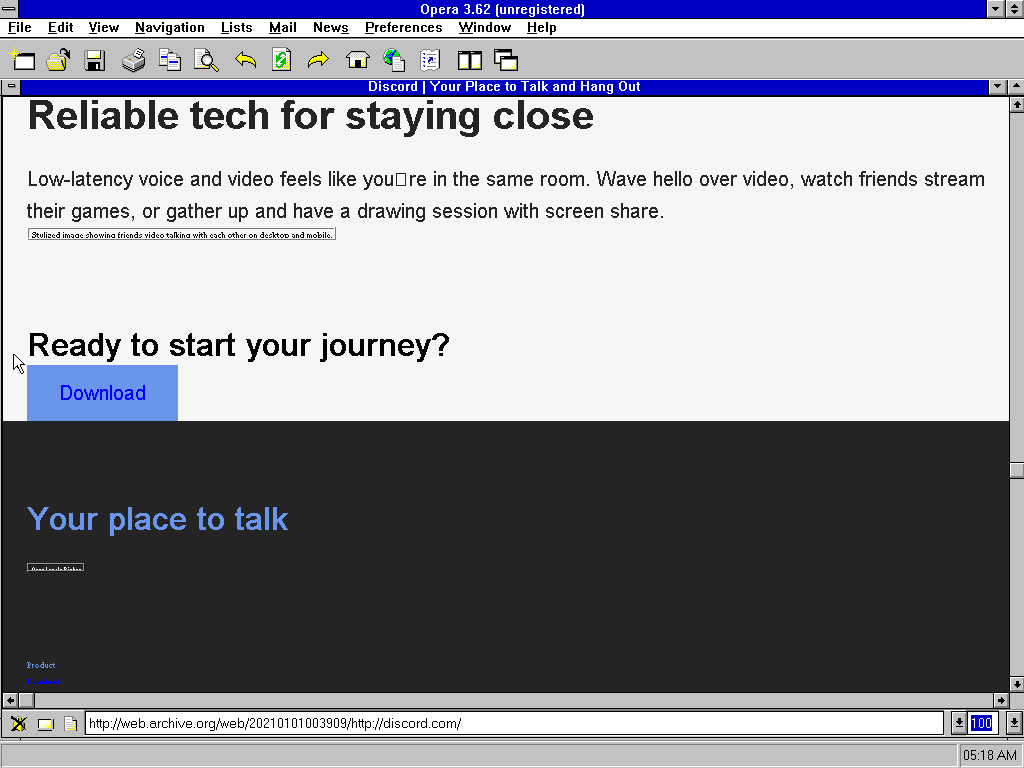 Opera 3.62 (unregistered)
File Edit View Navigation Lists Mail News Preferences Window Help
Discord | Your Place to Talk and Hang Out
Reliable tech for staying close
Low-latency voice and video feels like you□re in the same room. Wave hello over video, watch friends stream
their games, or gather up and have a drawing session with screen share.
Stylized image showing friends video talking with each other on desktop and mobile.
Ready to start your journey?
Download
Your place to talk
Product
http://web.archive.org/web/20210101003909/http://discord.com/
100
05:18 AM